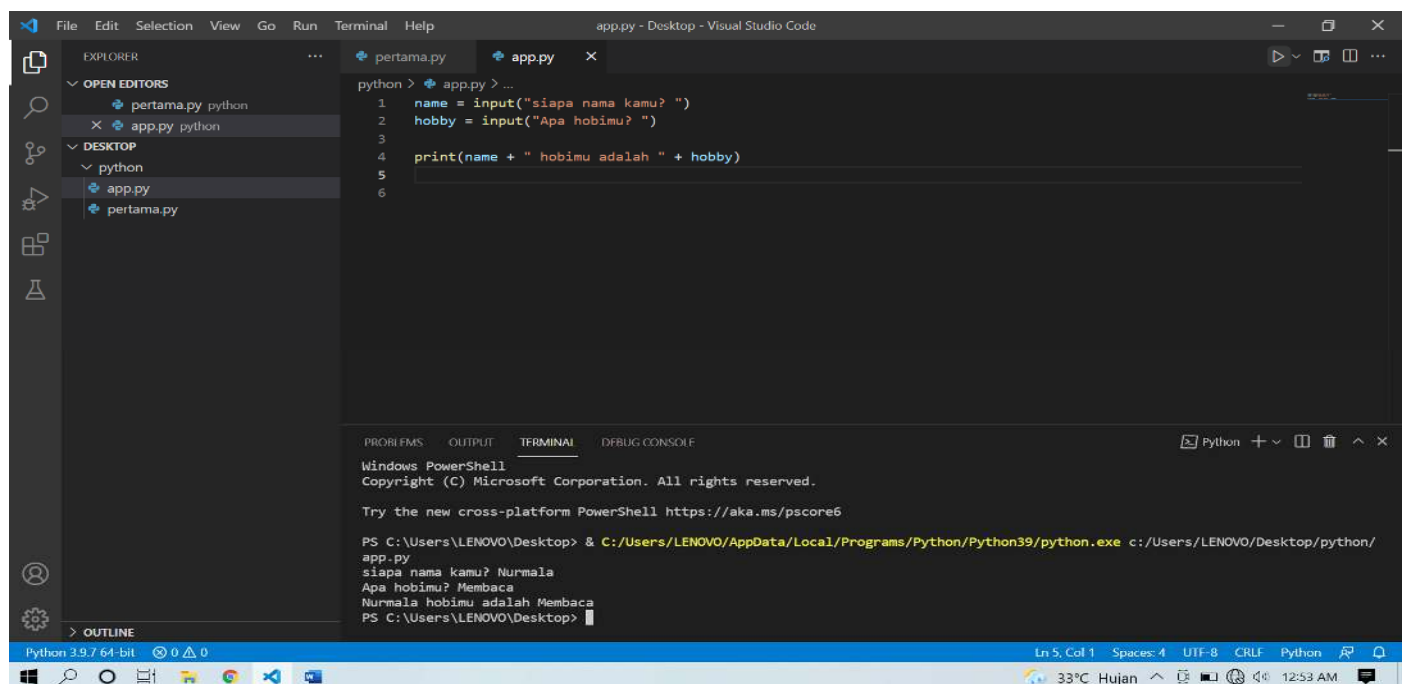 File Edit Selection View Go Run Terminal Help app.py - Desktop - Visual Studio Code
EXPLORER
OPEN EDITORS
pertama.py python
app.py python
DESKTOP
python
app.py
pertama.py
OUTLINE
pertama.py app.py
python > app.py > ...
1 name = input("siapa nama kamu? ")
2 hobby = input("Apa hobimu? ")
3
4 print(name + " hobimu adalah " + hobby)
5
6
PROBLEMS OUTPUT TERMINAL DEBUG CONSOLE Python
Windows PowerShell
Copyright (C) Microsoft Corporation. All rights reserved.
Try the new cross-platform PowerShell https://aka.ms/pscore6
PS C:\Users\LENOVO\Desktop> & C:/Users/LENOVO/AppData/Local/Programs/Python/Python39/python.exe c:/Users/LENOVO/Desktop/python/
app.py
siapa nama kamu? Nurmala
Apa hobimu? Membaca
Nurmala hobimu adalah Membaca
PS C:\Users\LENOVO\Desktop>
Python 3.9.7 64-bit 0 0 Ln 5, Col 1 Spaces: 4 UTF-8 CRLF Python
33°C Hujan 12:53 AM